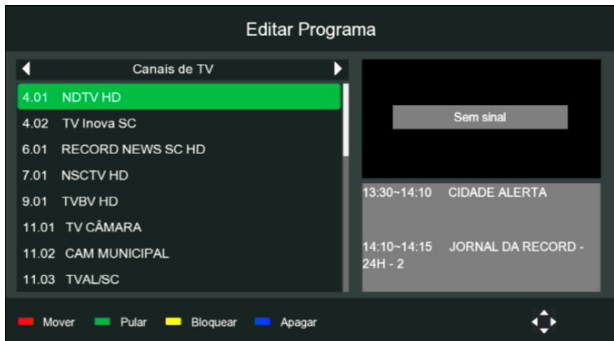 Editar Programa
Canais de TV
4.01 NDTV HD
4.02 TV Inova SC
6.01 RECORD NEWS SC HD
7.01 NSCTV HD
9.01 TVBV HD
11.01 TV CÂMARA
11.02 CAM MUNICIPAL
11.03 TVAL/SC
Sem sinal
13:30~14:10 CIDADE ALERTA
14:10~14:15 JORNAL DA RECORD -
24H - 2
Mover Pular Bloquear Apagar